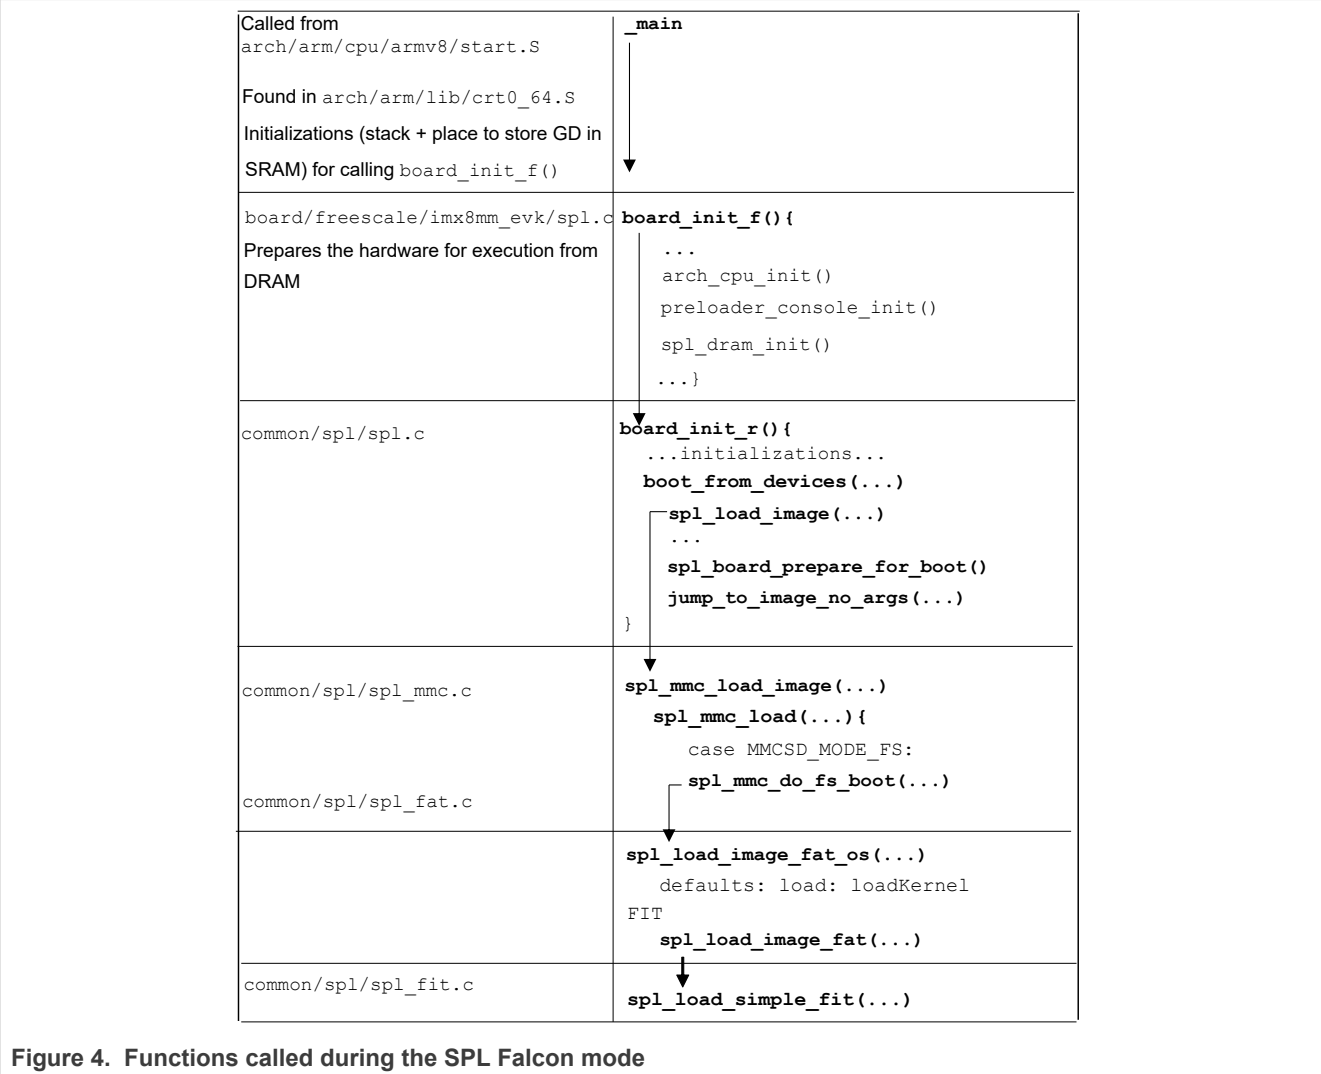 Called from
arch/arm/cpu/armv8/start.S
Found in arch/arm/lib/crt0_64.S
Initializations (stack + place to store GD in
SRAM) for calling board_init_f()
_main
board/freescale/imx8mm_evk/spl.c
Prepares the hardware for execution from
DRAM
board_init_f(){
...
arch_cpu_init()
preloader_console_init()
spl_dram_init()
...}
common/spl/spl.c
board_init_r(){
...initializations...
boot_from_devices(...)
spl_load_image(...)
...
spl_board_prepare_for_boot()
jump_to_image_no_args(...)
}
common/spl/spl_mmc.c
common/spl/spl_fat.c
spl_mmc_load_image(...)
spl_mmc_load(...){
case MMCSD_MODE_FS:
spl_mmc_do_fs_boot(...)
spl_load_image_fat_os(...)
defaults: load: loadKernel
FIT
spl_load_image_fat(...)
common/spl/spl_fit.c
spl_load_simple_fit(...)
Figure 4. Functions called during the SPL Falcon mode